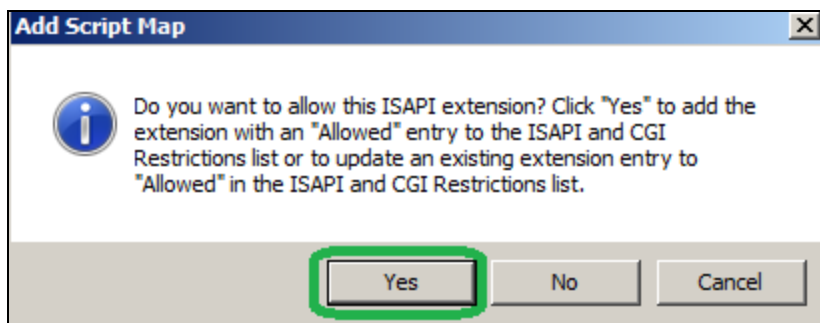 Add Script Map
Do you want to allow this ISAPI extension? Click "Yes" to add the
extension with an "Allowed" entry to the ISAPI and CGI
Restrictions list or to update an existing extension entry to
"Allowed" in the ISAPI and CGI Restrictions list.
Yes No Cancel